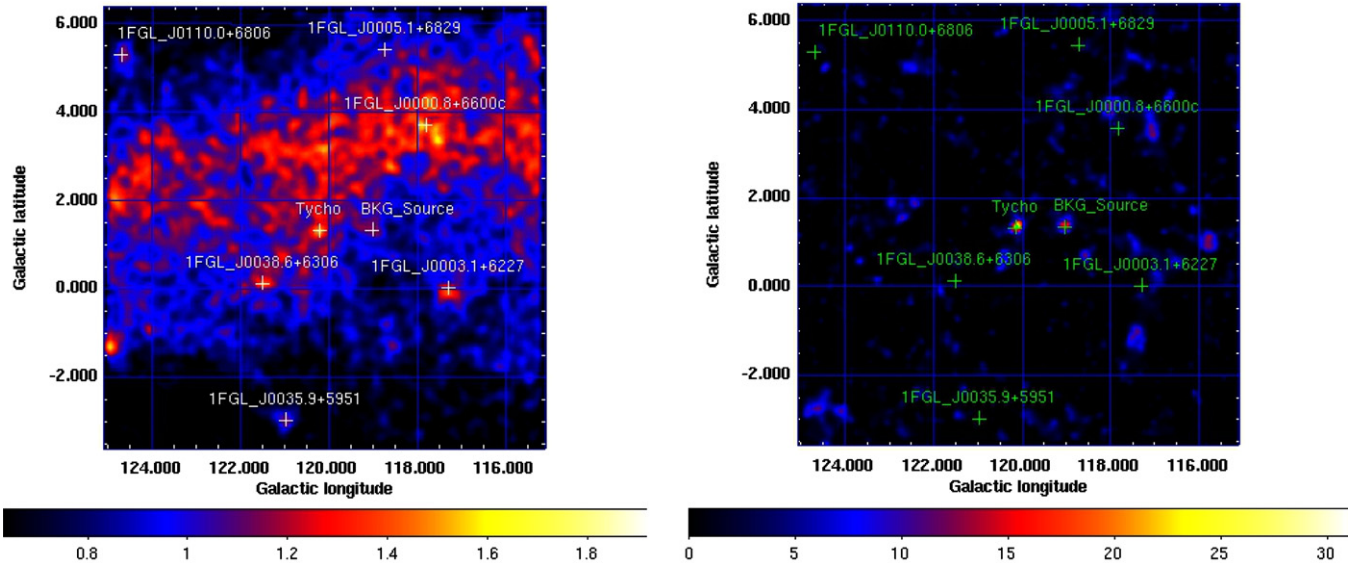 6.000
1FGL_J0110.0+6806
1FGL_J0005.1+6829
4.000
1FGL_J0000.8+6600c
2.000
Tycho
BKG_Source
1FGL_J0038.6+6306
1FGL_J0003.1+6227
0.000
-2.000
1FGL_J0035.9+5951
Galactic latitude
124.000 122.000 120.000 118.000 116.000
Galactic longitude
0.8 1 1.2 1.4 1.6 1.8
6.000
1FGL_J0110.0+6806
1FGL_J0005.1+6829
4.000
1FGL_J0000.8+6600c
2.000
Tycho
BKG_Source
1FGL_J0038.6+6306
1FGL_J0003.1+6227
0.000
-2.000
1FGL_J0035.9+5951
Galactic latitude
124.000 122.000 120.000 118.000 116.000
Galactic longitude
0 5 10 15 20 25 30